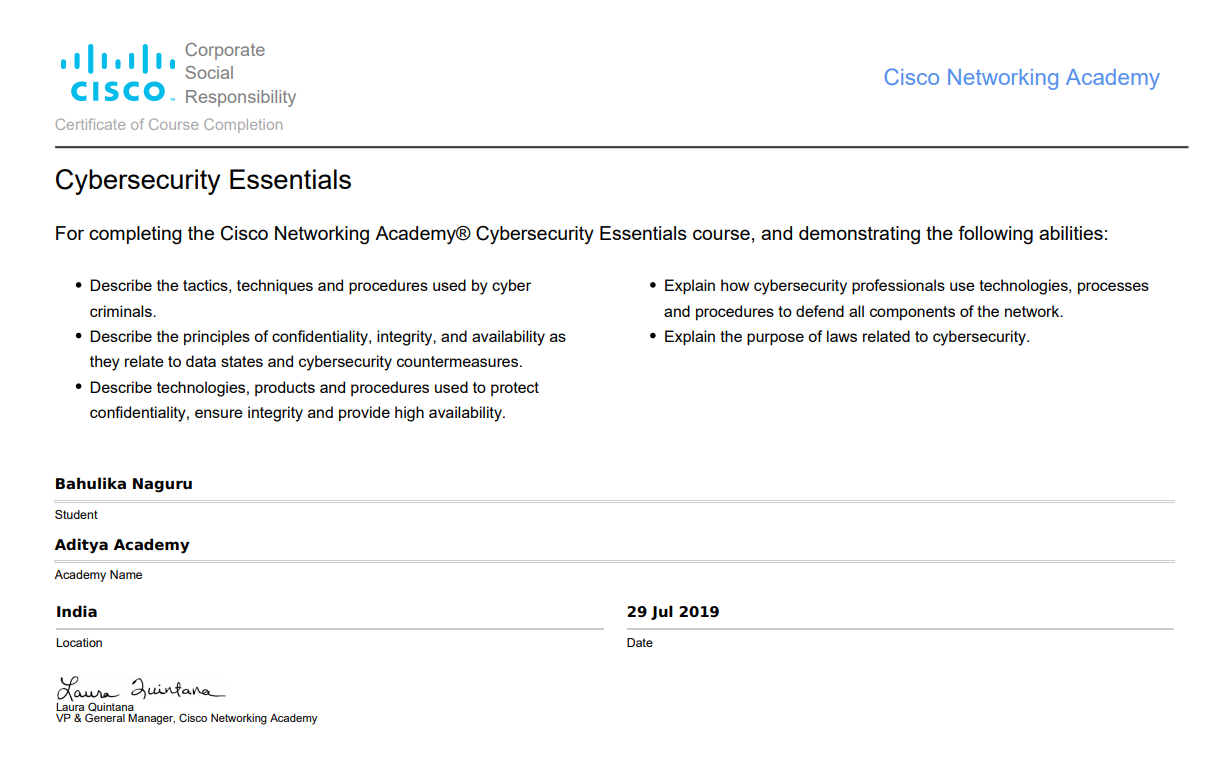 Corporate
Social
CISCO™ Responsibility
Cisco Networking Academy
Certificate of Course Completion
Cybersecurity Essentials
For completing the Cisco Networking Academy® Cybersecurity Essentials course, and demonstrating the following abilities:
• Describe the tactics, techniques and procedures used by cyber
criminals.
• Describe the principles of confidentiality, integrity, and availability as
they relate to data states and cybersecurity countermeasures.
• Describe technologies, products and procedures used to protect
confidentiality, ensure integrity and provide high availability.
• Explain how cybersecurity professionals use technologies, processes
and procedures to defend all components of the network.
• Explain the purpose of laws related to cybersecurity.
Bahulika Naguru
Student
Aditya Academy
Academy Name
India
Location
29 Jul 2019
Date
Laura Quintana
Laura Quintana
VP & General Manager, Cisco Networking Academy